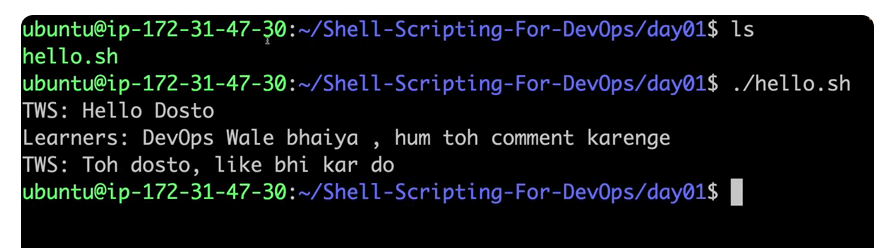 ubuntu@ip-172-31-47-30:~/Shell-Scripting-For-DevOps/day01$ ls
hello.sh
ubuntu@ip-172-31-47-30:~/Shell-Scripting-For-DevOps/day01$ ./hello.sh
TWS: Hello Dosto
Learners: DevOps Wale bhaiya , hum toh comment karenge
TWS: Toh dosto, like bhi kar do
ubuntu@ip-172-31-47-30:~/Shell-Scripting-For-DevOps/day01$